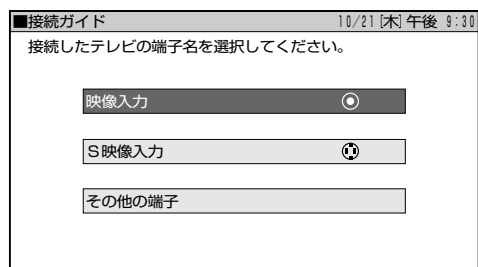 ■接続ガイド 10/21[木]午後 9:30
接続したテレビの端子名を選択してください。
映像入力
S映像入力
その他の端子